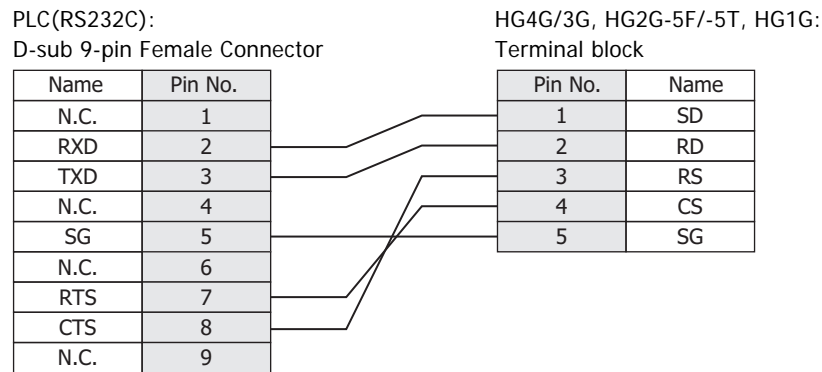 PLC(RS232C):
D-sub 9-pin Female Connector
Name Pin No.
N.C. 1
RXD 2
TXD 3
N.C. 4
SG 5
N.C. 6
RTS 7
CTS 8
N.C. 9
HG4G/3G, HG2G-5F/-5T, HG1G:
Terminal block
Pin No. Name
1 SD
2 RD
3 RS
4 CS
5 SG